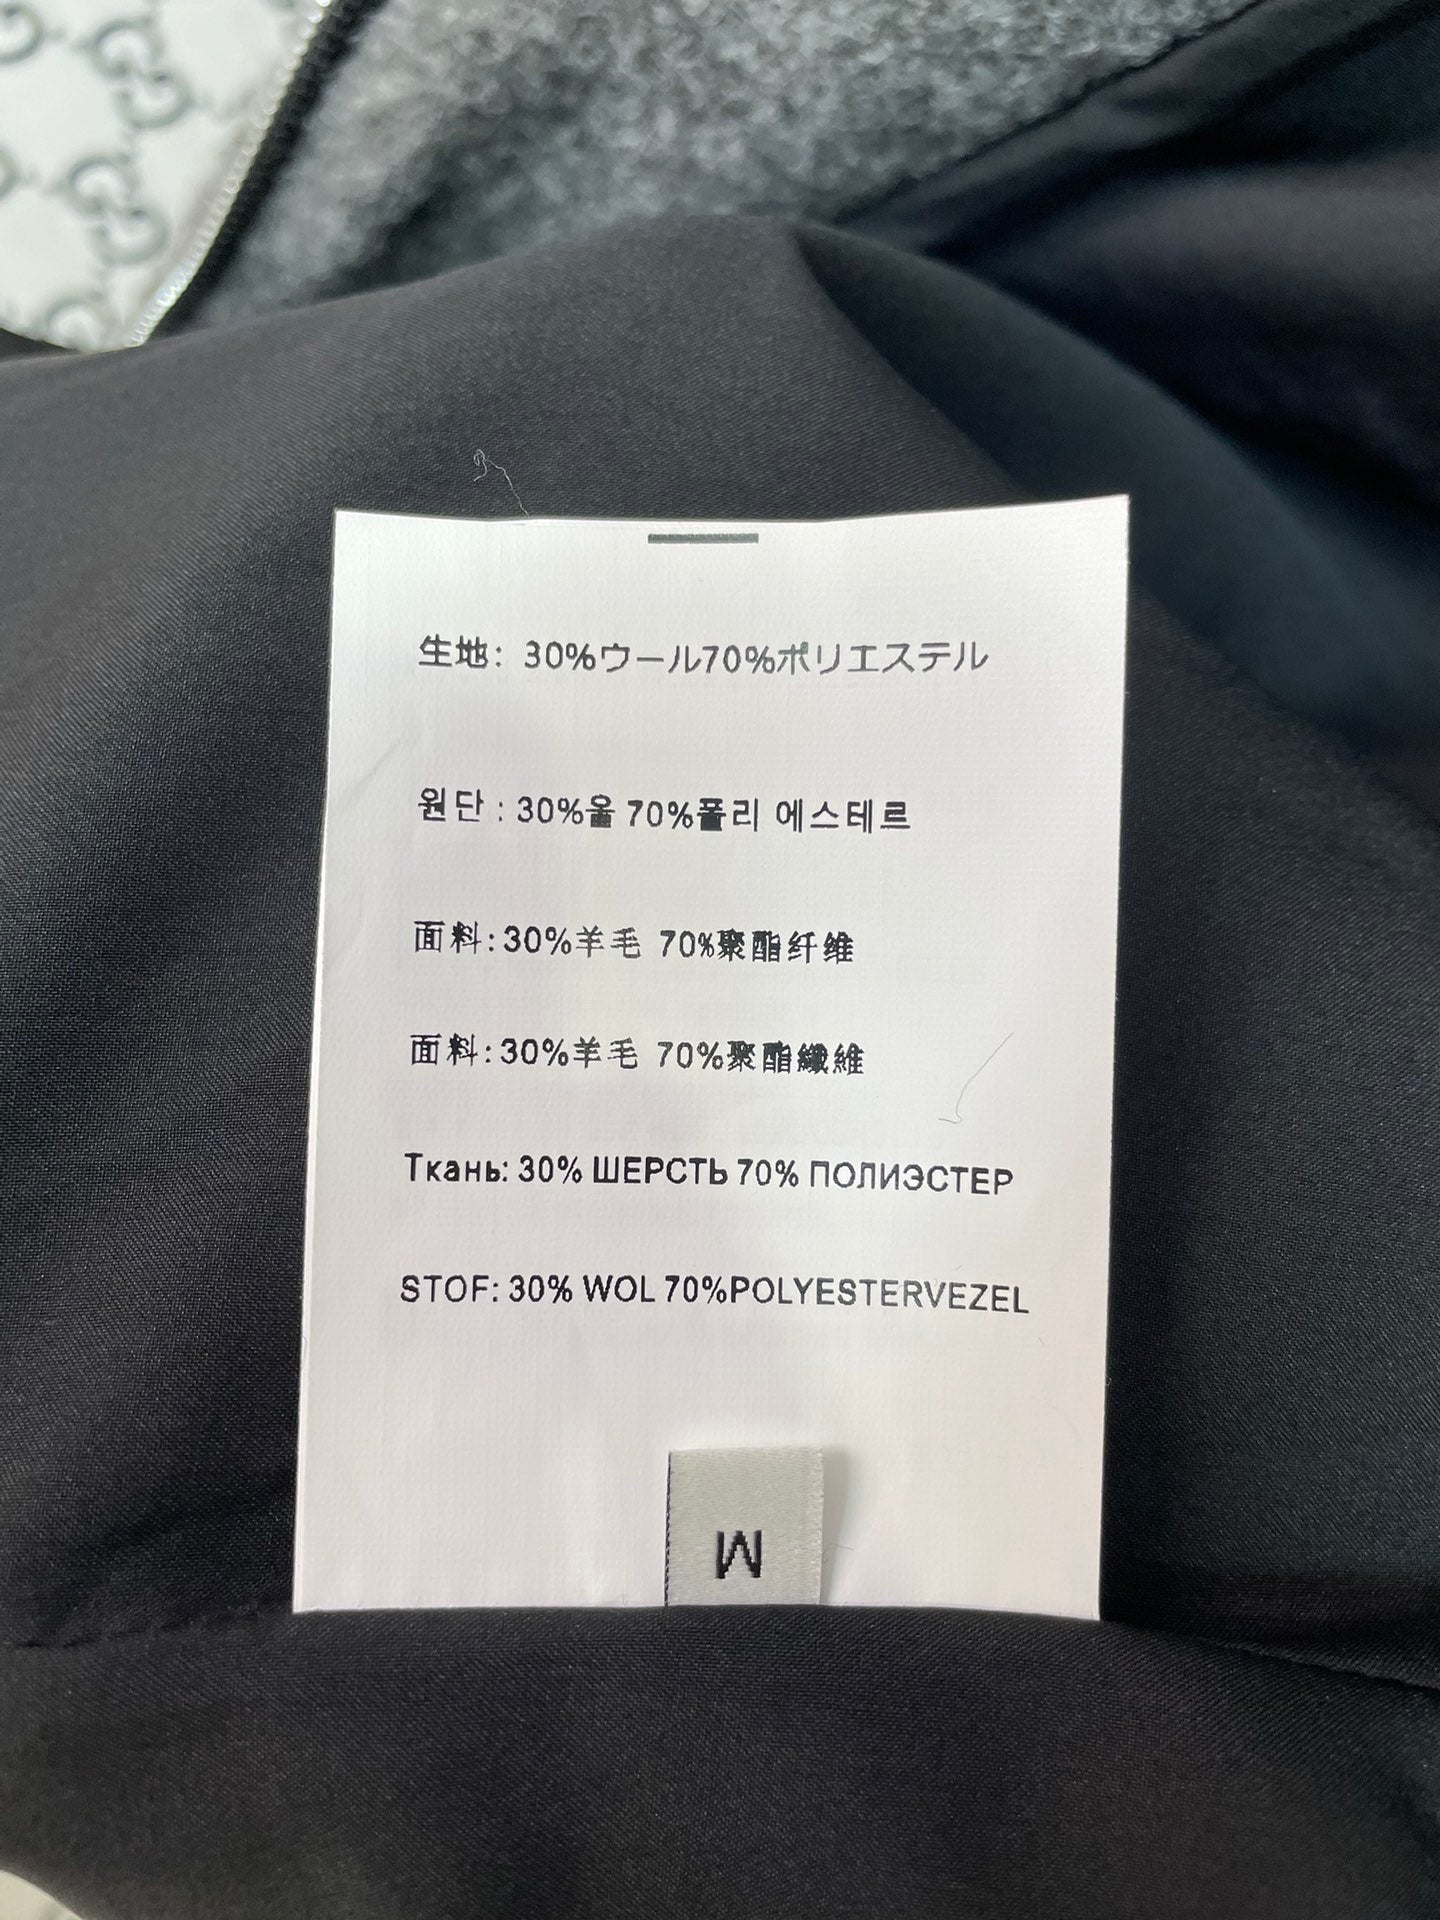 生地: 30%ウール70%ポリエステル
원단 : 30%울 70%폴리 에스테르
面料:30%羊毛 70%聚酯纤维
面料:30%羊毛 70%聚酯纖維
Ткань: 30% ШЕРСТЬ 70% ПОЛИЭСТЕР
STOF: 30% WOL 70%POLYESTERVEZEL
M